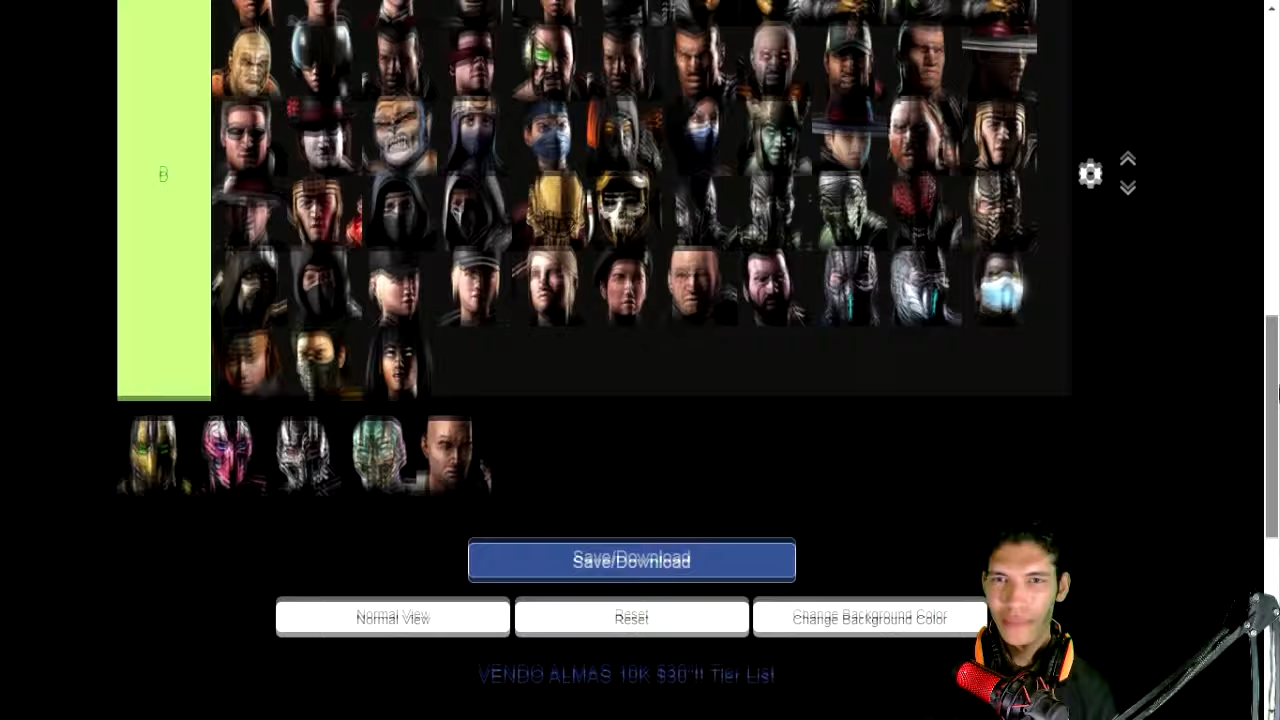 B
Save/Download
Normal View
Reset
Change Background Color
VENDO ALMAS 10K $30"!! Tier List